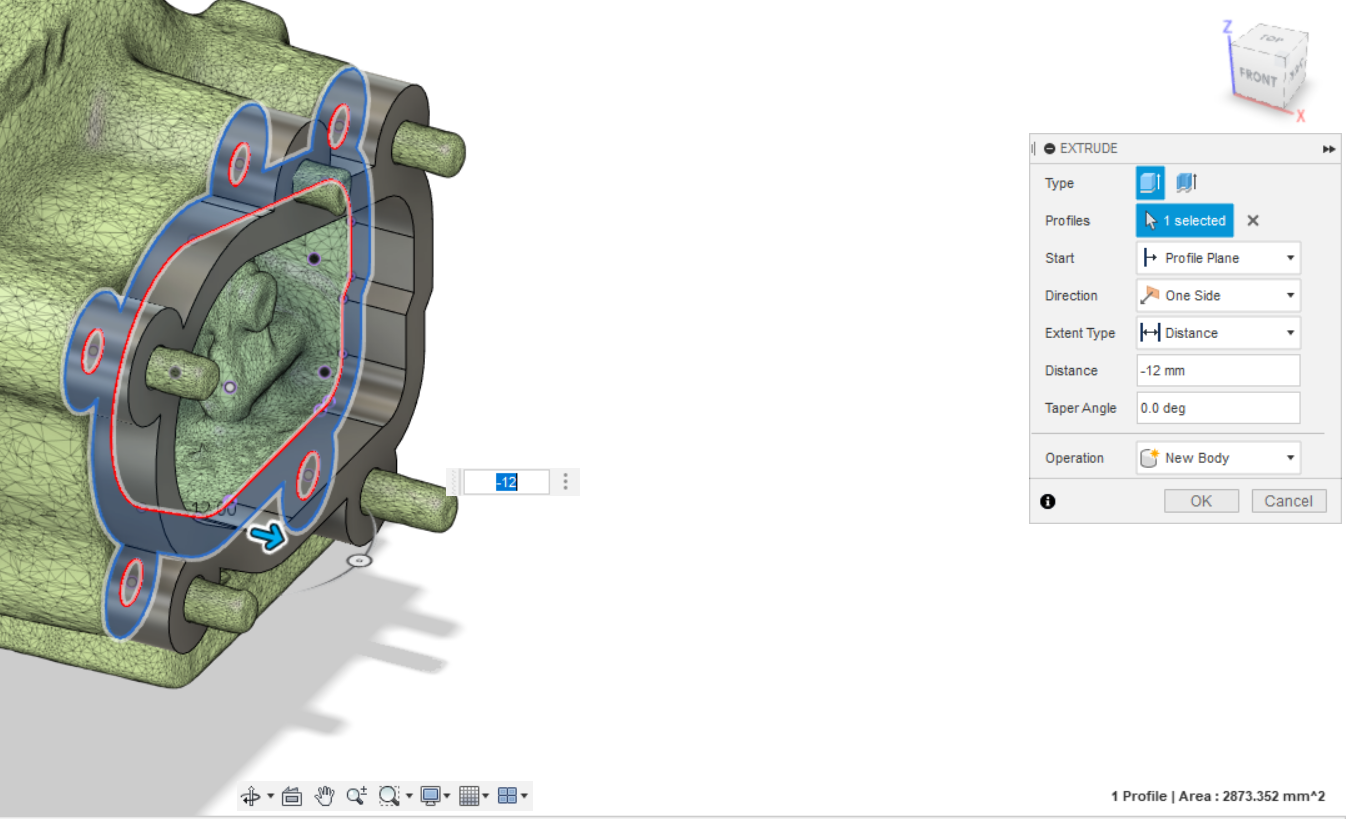 Z
TOP
FRONT
X
EXTRUDE
Type
Profiles 1 selected
Start Profile Plane
Direction One Side
Extent Type Distance
Distance -12 mm
Taper Angle 0.0 deg
Operation New Body
OK Cancel
-12
12.00
1 Profile | Area : 2873.352 mm^2